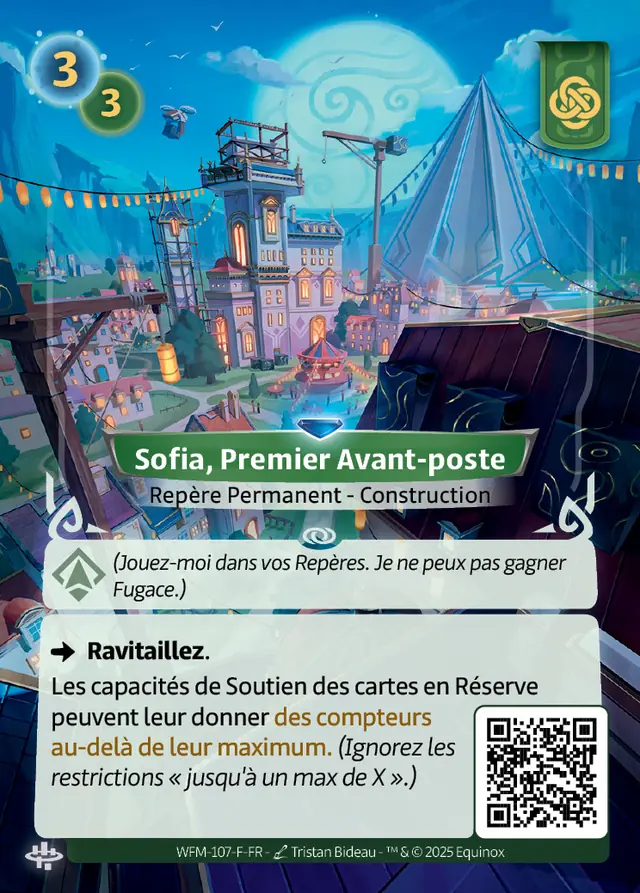 3
3
Sofia, Premier Avant-poste
Repère Permanent - Construction
(Jouez-moi dans vos Repères. Je ne peux pas gagner
Fugace.)
Ravitaillez.
Les capacités de Soutien des cartes en Réserve
peuvent leur donner des compteurs
au-delà de leur maximum. (Ignorez les
restrictions « jusqu'à un max de X ».)
WFM-107-F-FR - Tristan Bideau - ™ & © 2025 Equinox